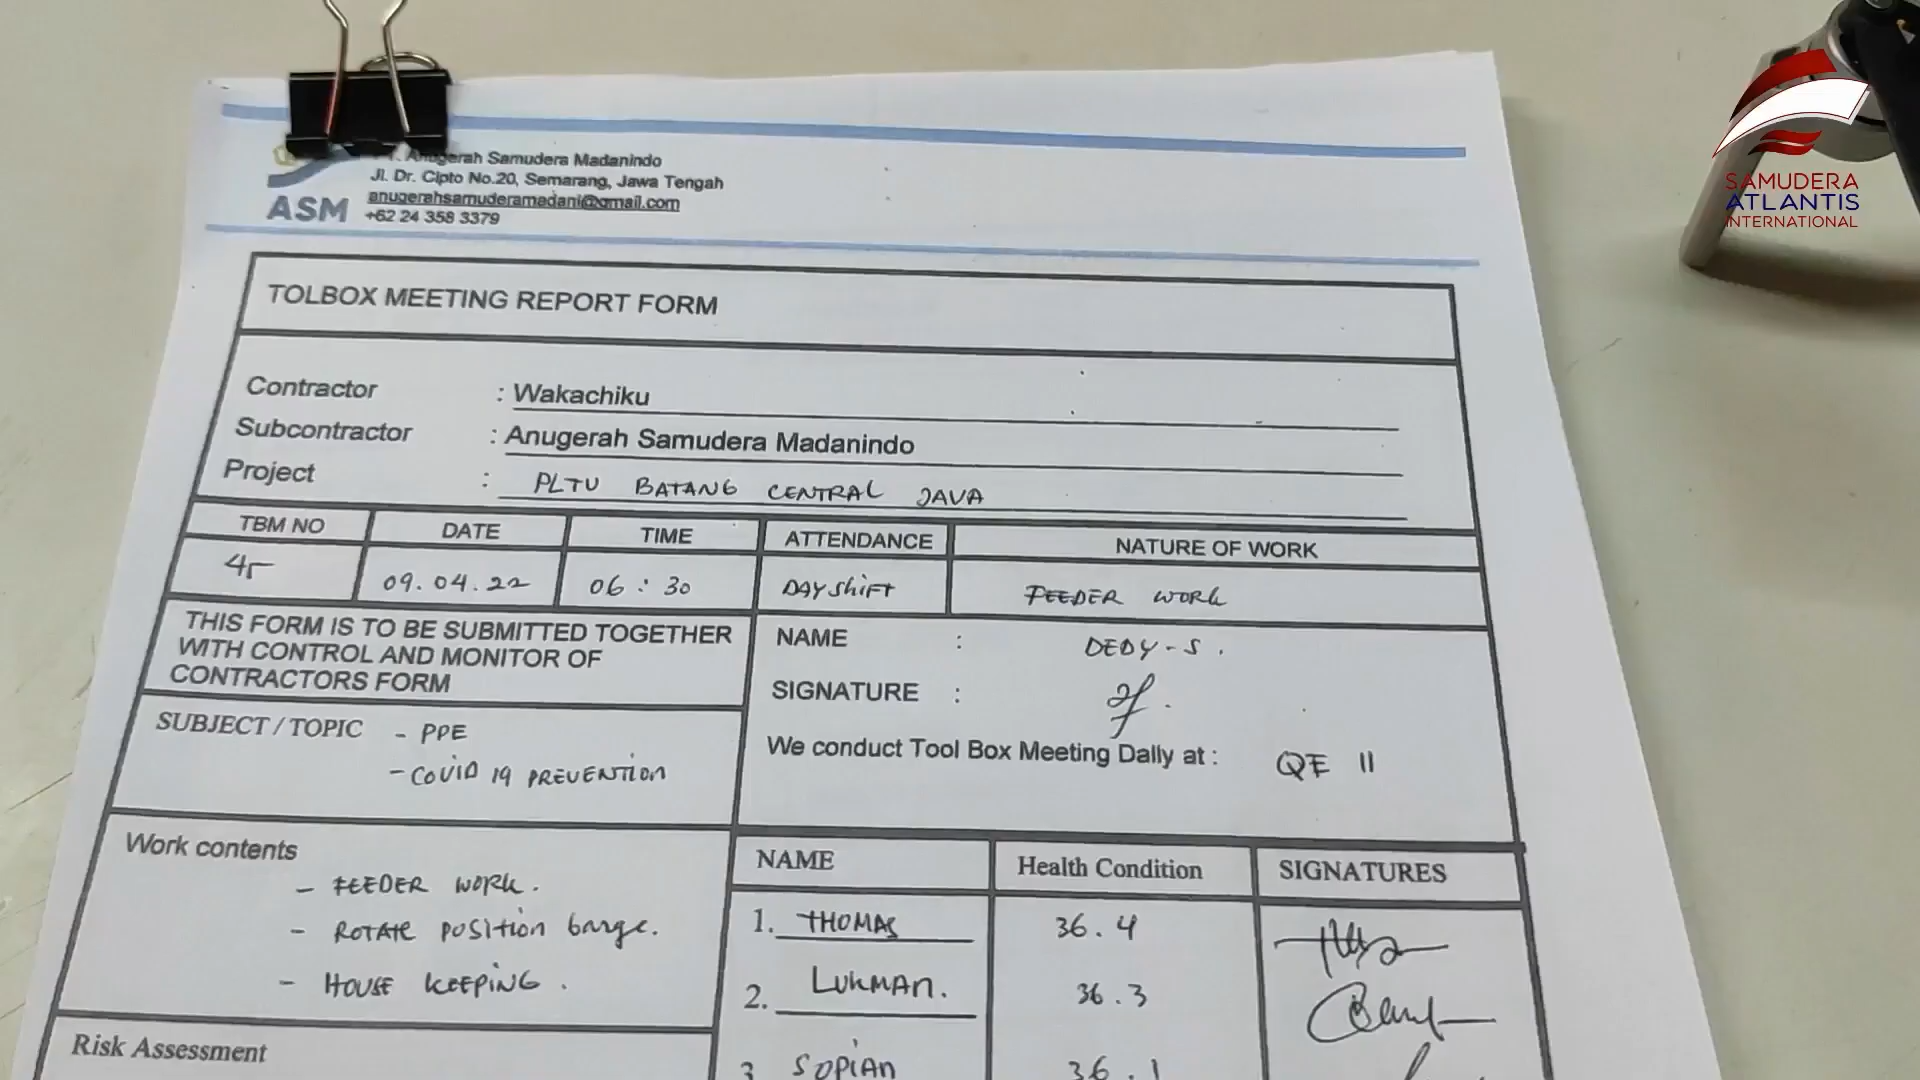 Anugerah Samudera Madanindo
Jl. Dr. Cipto No.20, Semarang, Jawa Tengah
anugerahsamuderamadani@gmail.com
+62 24 358 3379
ASM
SAMUDERA
ATLANTIS
INTERNATIONAL
TOLBOX MEETING REPORT FORM
Contractor : Wakachiku
Subcontractor : Anugerah Samudera Madanindo
Project : PLTU BATANG CENTRAL JAVA
TBM NO DATE TIME ATTENDANCE NATURE OF WORK
45 09.04.22 06 : 30 DAY ShiFT FEEDER WORK
THIS FORM IS TO BE SUBMITTED TOGETHER
WITH CONTROL AND MONITOR OF
CONTRACTORS FORM
NAME : DEDY-S.
SIGNATURE :
We conduct Tool Box Meeting Daily at : QE II
SUBJECT / TOPIC - PPE
- COVID 19 PREVENTION
Work contents
- FEEDER WORK.
- ROTATE POSITION barge.
- HOUSE KEEPING.
Risk Assessment
NAME Health Condition SIGNATURES
1. THOMAS 36.4
2. LUKMAN. 36.3
3. SOPIAN 36.1